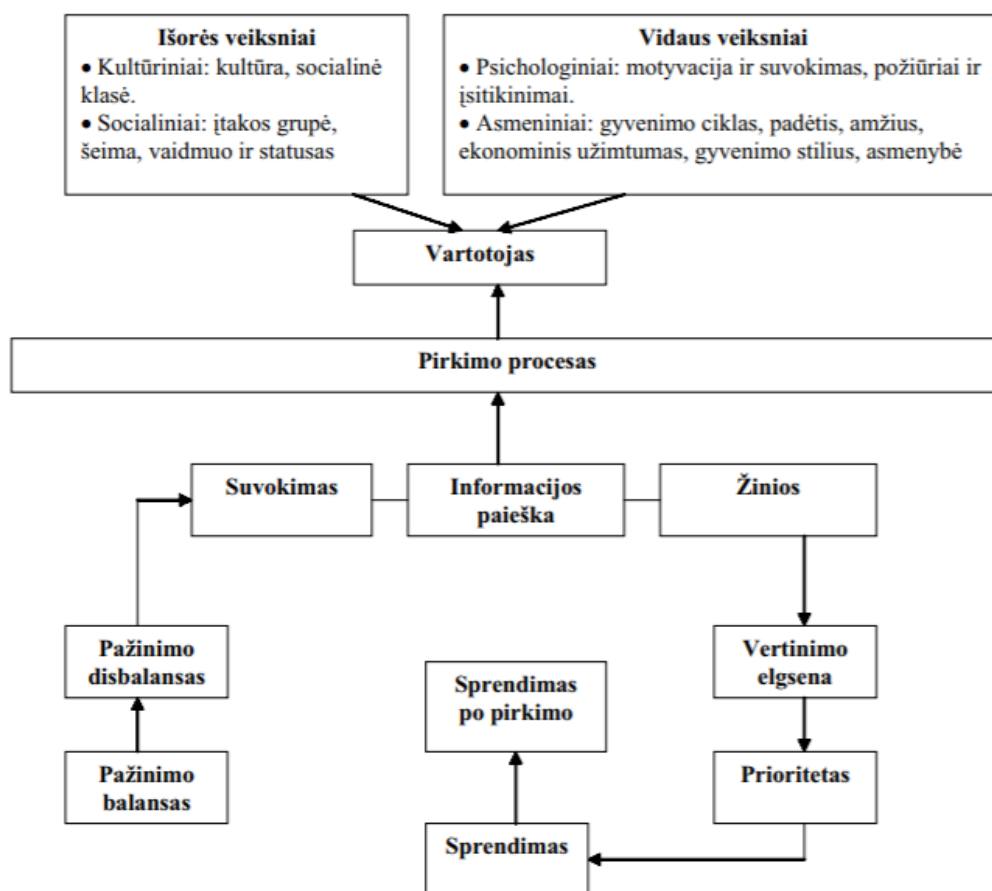 Išorės veiksniai
• Kultūriniai: kultūra, socialinė
klasė.
• Socialiniai: įtakos grupė,
šeima, vaidmuo ir statusas
Vidaus veiksniai
• Psichologiniai: motyvacija ir suvokimas, požiūriai ir
įsitikinimai.
• Asmeniniai: gyvenimo ciklas, padėtis, amžius,
ekonominis užimtumas, gyvenimo stilius, asmenybė
Vartotojas
Pirkimo procesas
Suvokimas
Informacijos
paieška
Žinios
Pažinimo
disbalansas
Vertinimo
elgsena
Sprendimas
po pirkimo
Pažinimo
balansas
Prioritetas
Sprendimas